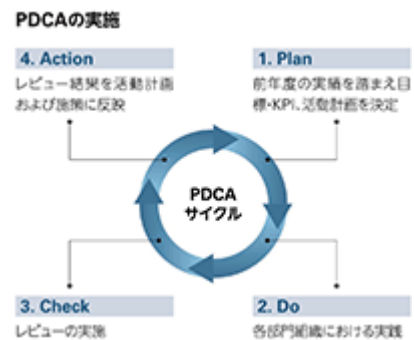 PDCAの実施
4. Action
レビュー結果を活動計画
および施策に反映
1. Plan
前年度の実績を踏まえ目
標・KPI、活動計画を決定
PDCA
サイクル
3. Check
レビューの実施
2. Do
各部門組織における実践